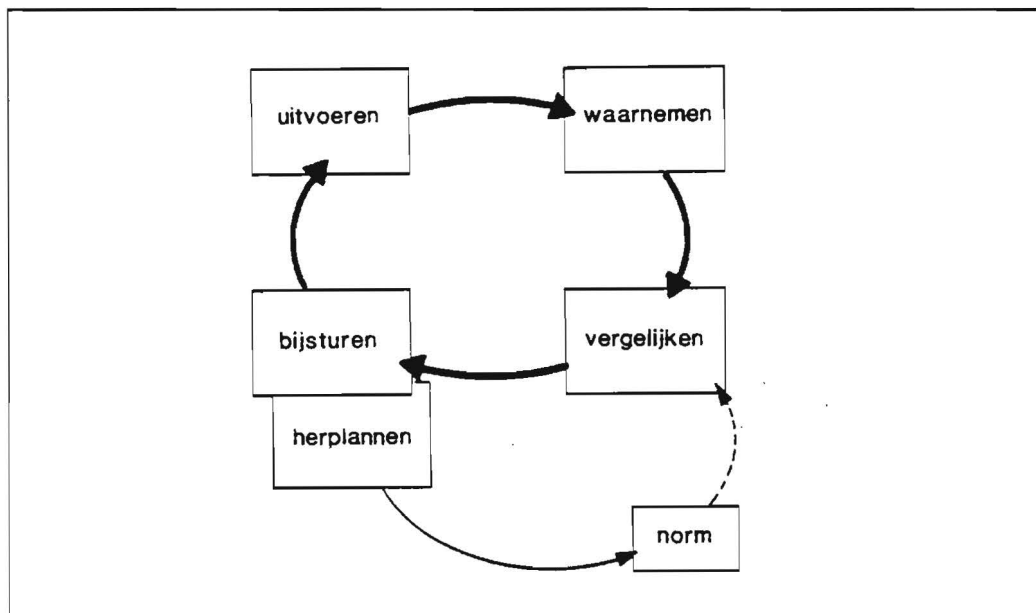 uitvoeren
waarnemen
bijsturen
vergelijken
herplannen
norm